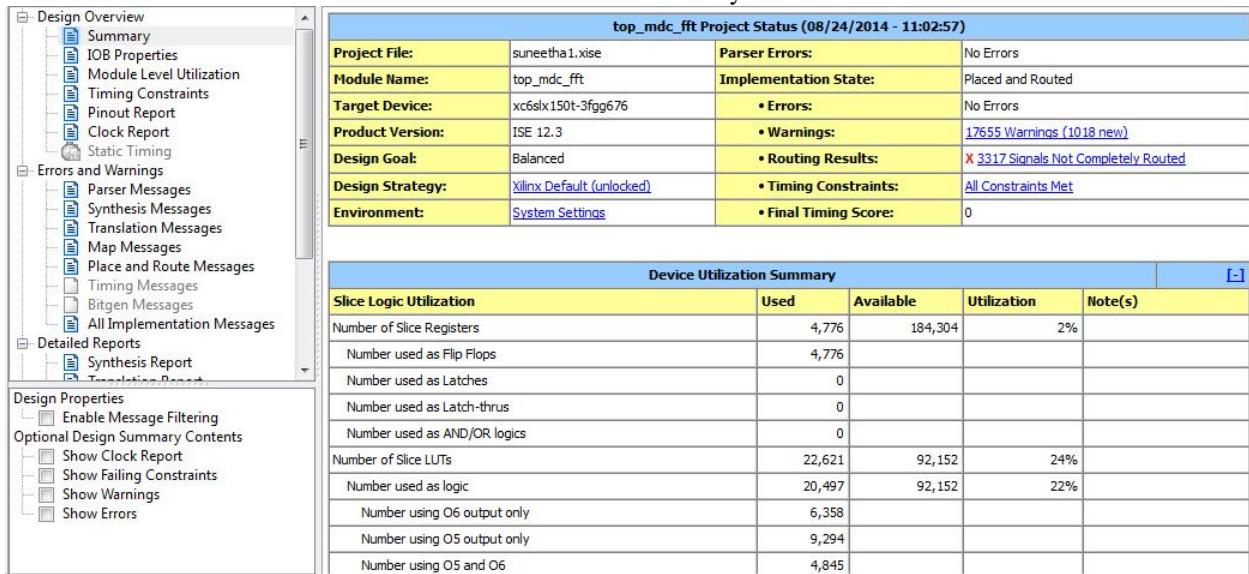 Design Overview
Summary
IOB Properties
Module Level Utilization
Timing Constraints
Pinout Report
Clock Report
Static Timing
Errors and Warnings
Parser Messages
Synthesis Messages
Translation Messages
Map Messages
Place and Route Messages
Timing Messages
Bitgen Messages
All Implementation Messages
Detailed Reports
Synthesis Report
Design Properties
Enable Message Filtering
Optional Design Summary Contents
Show Clock Report
Show Failing Constraints
Show Warnings
Show Errors
top_mdc_fft Project Status (08/24/2014 - 11:02:57)
Project File: suneetha1.xise Parser Errors: No Errors
Module Name: top_mdc_fft Implementation State: Placed and Routed
Target Device: xc6slx150t-3fgg676 • Errors: No Errors
Product Version: ISE 12.3 • Warnings: 17655 Warnings (1018 new)
Design Goal: Balanced • Routing Results: X 3317 Signals Not Completely Routed
Design Strategy: Xilinx Default (unlocked) • Timing Constraints: All Constraints Met
Environment: System Settings • Final Timing Score: 0
Device Utilization Summary [-]
Slice Logic Utilization Used Available Utilization Note(s)
Number of Slice Registers 4,776 184,304 2%
Number used as Flip Flops 4,776
Number used as Latches 0
Number used as Latch-thrus 0
Number used as AND/OR logics 0
Number of Slice LUTs 22,621 92,152 24%
Number used as logic 20,497 92,152 22%
Number using O6 output only 6,358
Number using O5 output only 9,294
Number using O5 and O6 4,845